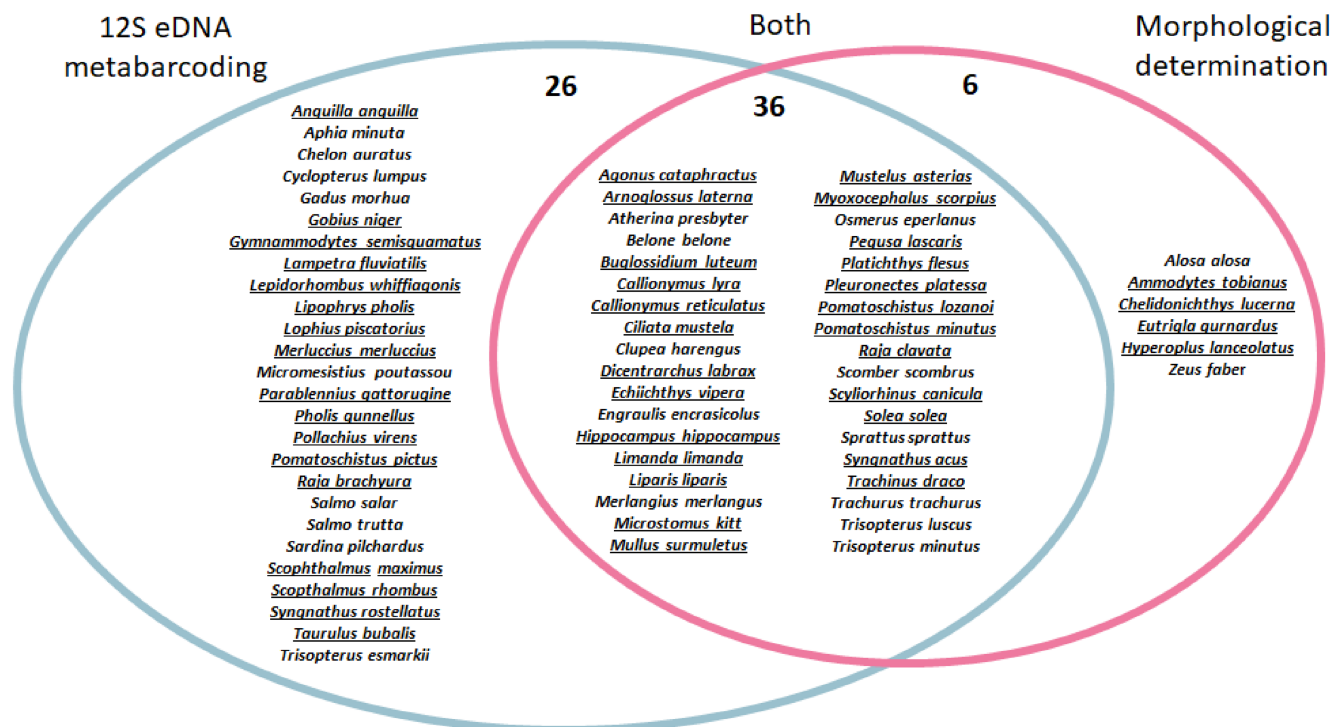 12S eDNA
metabarcoding
Both
Morphological
determination
26
36
6
Anguilla anguilla
Aphia minuta
Chelon auratus
Cyclopterus lumpus
Gadus morhua
Gobius niger
Gymnammodytes semisquamatus
Lampetra fluviatilis
Lepidorhombus whiffiagonis
Lipophrys pholis
Lophius piscatorius
Merluccius merluccius
Micromesistius poutassou
Parablennius gattorugine
Pholis gunnellus
Pollachius virens
Pomatoschistus pictus
Raja brachyura
Salmo salar
Salmo trutta
Sardina pilchardus
Scophthalmus maximus
Scopthalmus rhombus
Syngnathus rostellatus
Taurulus bubalis
Trisopterus esmarkii
Agonus cataphractus
Arnoglossus laterna
Atherina presbyter
Belone belone
Buglossidium luteum
Callionymus lyra
Callionymus reticulatus
Ciliata mustela
Clupea harengus
Dicentrarchus labrax
Echiichthys vipera
Engraulis encrasicolus
Hippocampus hippocampus
Limanda limanda
Liparis liparis
Merlangius merlangus
Microstomus kitt
Mullus surmuletus
Mustelus asterias
Myoxocephalus scorpius
Osmerus eperlanus
Pegusa lascaris
Platichthys flesus
Pleuronectes platessa
Pomatoschistus lozanoi
Pomatoschistus minutus
Raja clavata
Scomber scombrus
Scyliorhinus canicula
Solea solea
Sprattus sprattus
Syngnathus acus
Trachinus draco
Trachurus trachurus
Trisopterus luscus
Trisopterus minutus
Alosa alosa
Ammodytes tobianus
Chelidonichthys lucerna
Eutrigla gurnardus
Hyperoplus lanceolatus
Zeus faber